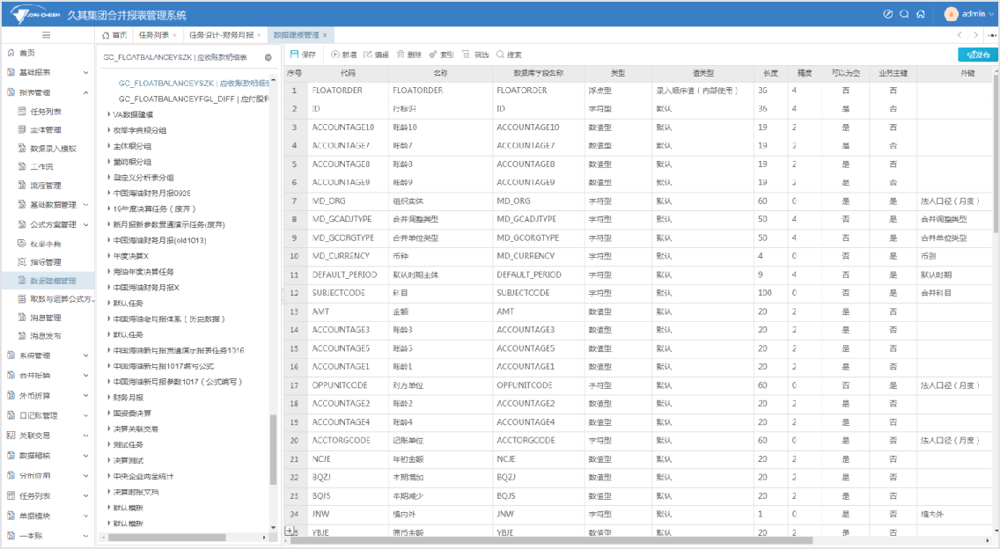 JOIN-CHEER 久其集团合并报表管理系统
admin
首页 任务列表 × 任务设计-财务月报 × 数据建模管理 ×
首页
基础报表
报表管理
任务列表
主体管理
数据录入模板
工作流
流程管理
基础数据管理
公式方案管理
枚举字典
指标管理
数据建模管理
取数与运算公式方..
消息管理
消息发布
系统管理
合并抵销
外币折算
日记账管理
关联交易
数据稽核
分析应用
任务列表
单据模块
一本账
GC_FLOATBALANCEYSZK | 应收账款明细表
GC_FLOATBALANCEYSZK | 应收账款明细表
GC_FLOATBALANCEYFGL_DIFF | 应付股利
VA数据建模
枚举字典根分组
主体根分组
量纲根分组
自定义分析表分组
中国海油财务月报0928
19年度决算任务（废弃）
新月报新参数贯通演示任务(废弃)
中国海油财务月报(old1013)
年度决算X
海油年度决算任务
中国海油财务月报X
默认任务
中国海油老月报体系（历史数据）
默认任务
中国海油新月报贯通演示报表任务1016
中国海油新月报1017编写公式
中国海油新月报参数1017（公式编写）
财务月报
国资委决算
决算关联交易
测试任务
决算测试
中央企业两金统计
决算时报文档
默认模板
默认模板
保存 新增 编辑 删除 索引 筛选 搜索 发布
序号 代码 名称 数据库字段名称 类型 值类型 长度 精度 可以为空 业务主键 外键
1 FLOATORDER FLOATORDER FLOATORDER 浮点型 录入顺序值（内部使用） 36 4 否 否
2 ID 行标识 ID 字符型 默认 36 4 是 否
3 ACCOUNTAGE10 账龄10 ACCOUNTAGE10 数值型 默认 19 2 是 否
4 ACCOUNTAGE7 账龄7 ACCOUNTAGE7 数值型 默认 19 2 是 否
5 ACCOUNTAGE8 账龄8 ACCOUNTAGE8 数值型 默认 19 2 是 否
6 ACCOUNTAGE9 账龄9 ACCOUNTAGE9 数值型 默认 19 2 是 否
7 MD_ORG 组织实体 MD_ORG 字符型 默认 60 0 是 是 法人口径（月度）
8 MD_GCADJTYPE 合并调整类型 MD_GCADJTYPE 字符型 默认 50 4 否 是 合并调整类型
9 MD_GCORGTYPE 合并单位类型 MD_GCORGTYPE 字符型 默认 50 4 否 是 合并单位类型
10 MD_CURRENCY 币种 MD_CURRENCY 字符型 默认 4 0 否 是 币别
11 DEFAULT_PERIOD 默认时期主体 DEFAULT_PERIOD 字符型 默认 9 4 否 是 默认时期
12 SUBJECTCODE 科目 SUBJECTCODE 字符型 默认 100 0 否 是 合并科目
13 AMT 金额 AMT 数值型 默认 20 2 是 否
14 ACCOUNTAGE3 账龄3 ACCOUNTAGE3 数值型 默认 20 2 是 否
15 ACCOUNTAGE5 账龄5 ACCOUNTAGE5 数值型 默认 20 2 是 否
16 ACCOUNTAGE1 账龄1 ACCOUNTAGE1 数值型 默认 20 2 是 否
17 OPPUNITCODE 对方单位 OPPUNITCODE 字符型 默认 60 0 否 是 法人口径（月度）
18 ACCOUNTAGE2 账龄2 ACCOUNTAGE2 数值型 默认 20 2 是 否
19 ACCOUNTAGE4 账龄4 ACCOUNTAGE4 数值型 默认 20 2 是 否
20 ACCTORGCODE 记账单位 ACCTORGCODE 字符型 默认 60 0 是 否 法人口径（月度）
21 NCJE 年初金额 NCJE 数值型 默认 20 2 是 否
22 BQZJ 本期增加 BQZJ 数值型 默认 20 2 是 否
23 BQJS 本期减少 BQJS 数值型 默认 20 2 是 否
24 JNW 境内外 JNW 字符型 默认 1 0 是 否 境内外
25 YBJE 原币金额 YBJE 数值型 默认 20 2 是 否